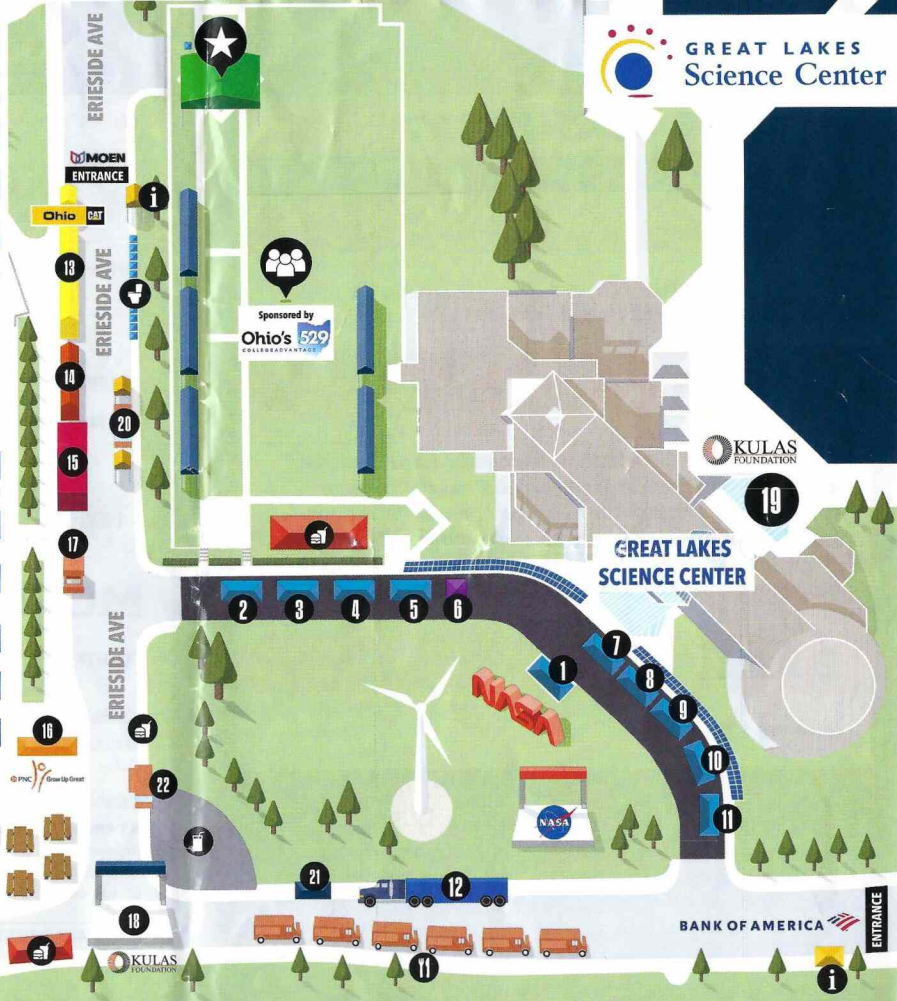 GREAT LAKES
Science Center
ERIESIDE AVE
MOEN
ENTRANCE
i
Ohio CAT
13
ERIESIDE AVE
Sponsored by
Ohio's 529
COLLEGEADVANTAGE
14
20
15
KULAS
FOUNDATION
19
17
GREAT LAKES
SCIENCE CENTER
2
3
4
5
6
ERIESIDE AVE
1
7
8
9
10
11
NASA
16
PNC Grow Up Great
22
NASA
21
12
18
KULAS
FOUNDATION
BANK OF AMERICA
ENTRANCE
i